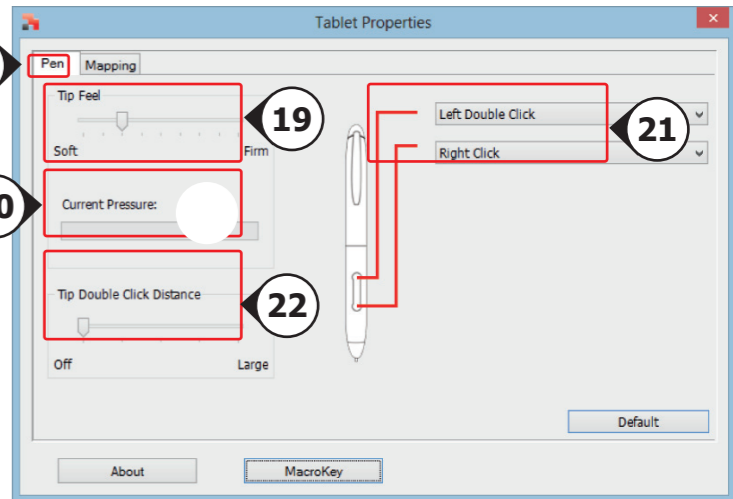 Tablet Properties
Pen Mapping
Tip Feel
19
Soft Firm
Left Double Click
21
Right Click
Current Pressure:
Tip Double Click Distance
22
Off Large
Default
About MacroKey